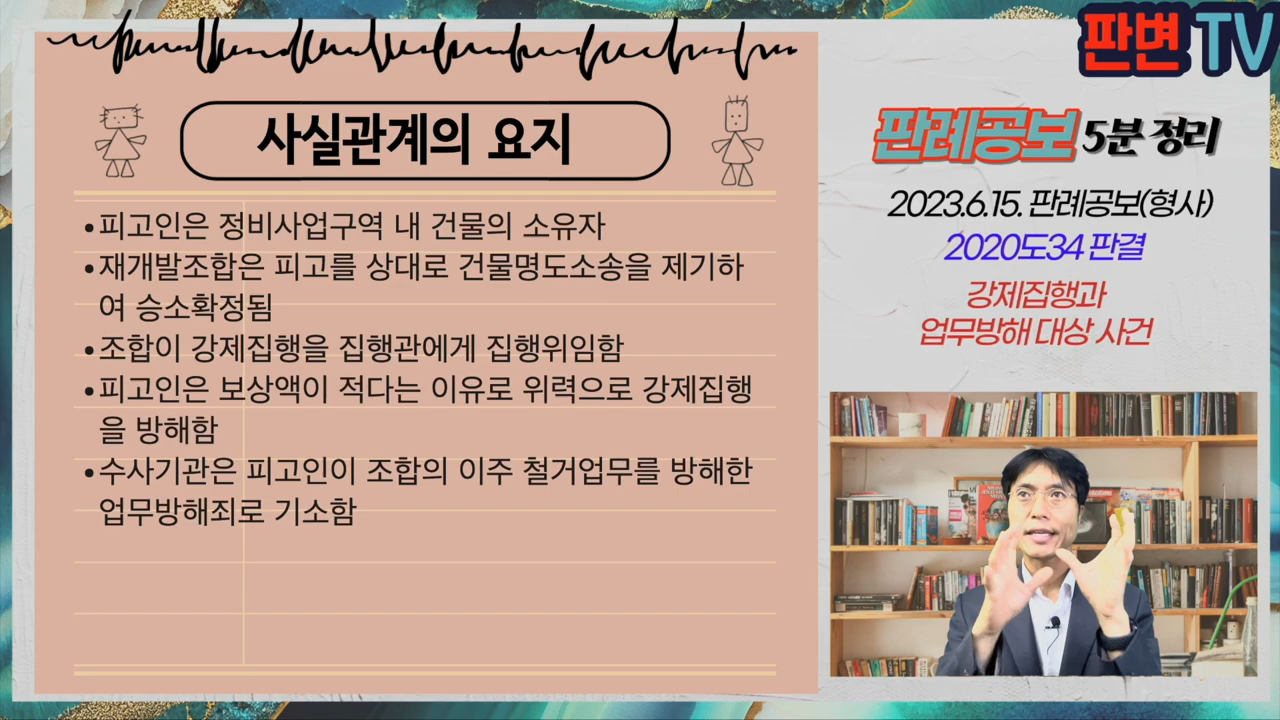 판변 TV
사실관계의 요지
•피고인은 정비사업구역 내 건물의 소유자
•재개발조합은 피고를 상대로 건물명도소송을 제기하
여 승소확정됨
•조합이 강제집행을 집행관에게 집행위임함
•피고인은 보상액이 적다는 이유로 위력으로 강제집행
을 방해함
•수사기관은 피고인이 조합의 이주 철거업무를 방해한
업무방해죄로 기소함
판례공보 5분 정리
2023.6.15. 판례공보(형사)
2020도34 판결
강제집행과
업무방해 대상 사건